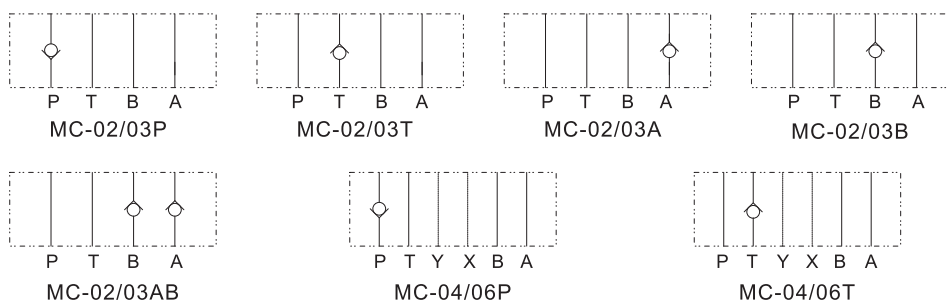 P T B A
MC-02/03P
P T B A
MC-02/03T
P T B A
MC-02/03A
P T B A
MC-02/03B
P T B A
MC-02/03AB
P T Y X B A
MC-04/06P
P T Y X B A
MC-04/06T